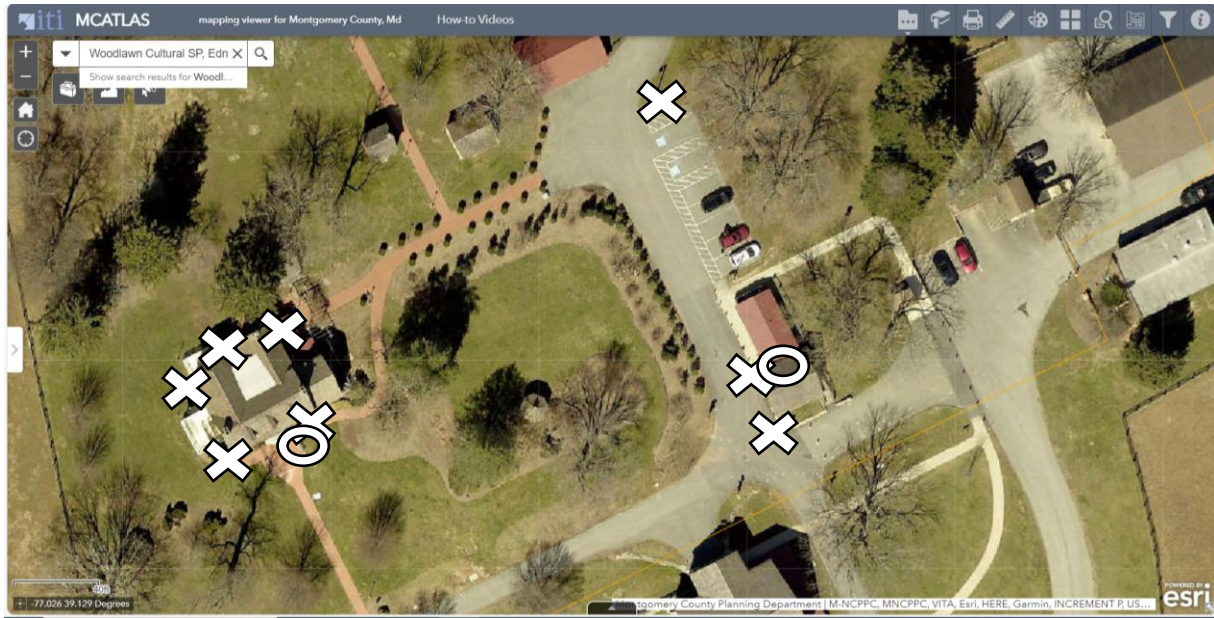 iti MCATLAS mapping viewer for Montgomery County, Md How-to Videos
Woodlawn Cultural SP, Edn
Show search results for Woodl...
40ft
-77.026 39.129 Degrees
Montgomery County Planning Department | M-NCPPC, MNCPPC, VITA, Esri, HERE, Garmin, INCREMENT P, US...
POWERED BY
esri